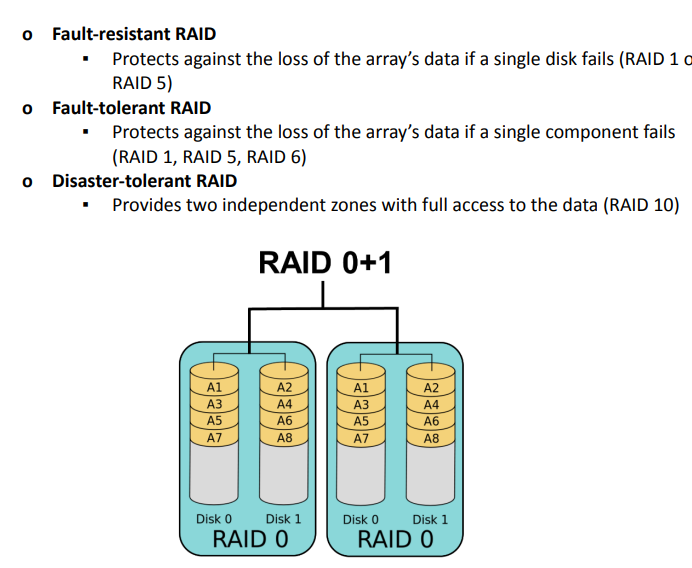 o Fault-resistant RAID
▪ Protects against the loss of the array's data if a single disk fails (RAID 1 o
RAID 5)
o Fault-tolerant RAID
▪ Protects against the loss of the array's data if a single component fails
(RAID 1, RAID 5, RAID 6)
o Disaster-tolerant RAID
▪ Provides two independent zones with full access to the data (RAID 10)
RAID 0+1
A1 A2 A1 A2
A3 A4 A3 A4
A5 A6 A5 A6
A7 A8 A7 A8
Disk 0 Disk 1 Disk 0 Disk 1
RAID 0 RAID 0